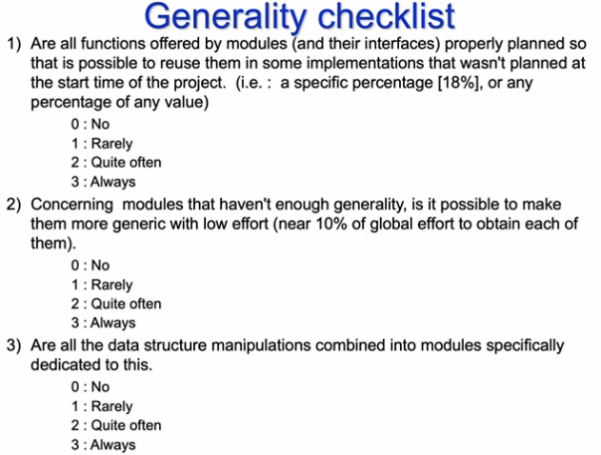 Generality checklist
1) Are all functions offered by modules (and their interfaces) properly planned so
that is possible to reuse them in some implementations that wasn't planned at
the start time of the project. (i.e. : a specific percentage [18%], or any
percentage of any value)
0 : No
1 : Rarely
2 : Quite often
3 : Always
2) Concerning modules that haven't enough generality, is it possible to make
them more generic with low effort (near 10% of global effort to obtain each of
them).
0 : No
1 : Rarely
2 : Quite often
3 : Always
3) Are all the data structure manipulations combined into modules specifically
dedicated to this.
0 : No
1 : Rarely
2 : Quite often
3 : Always